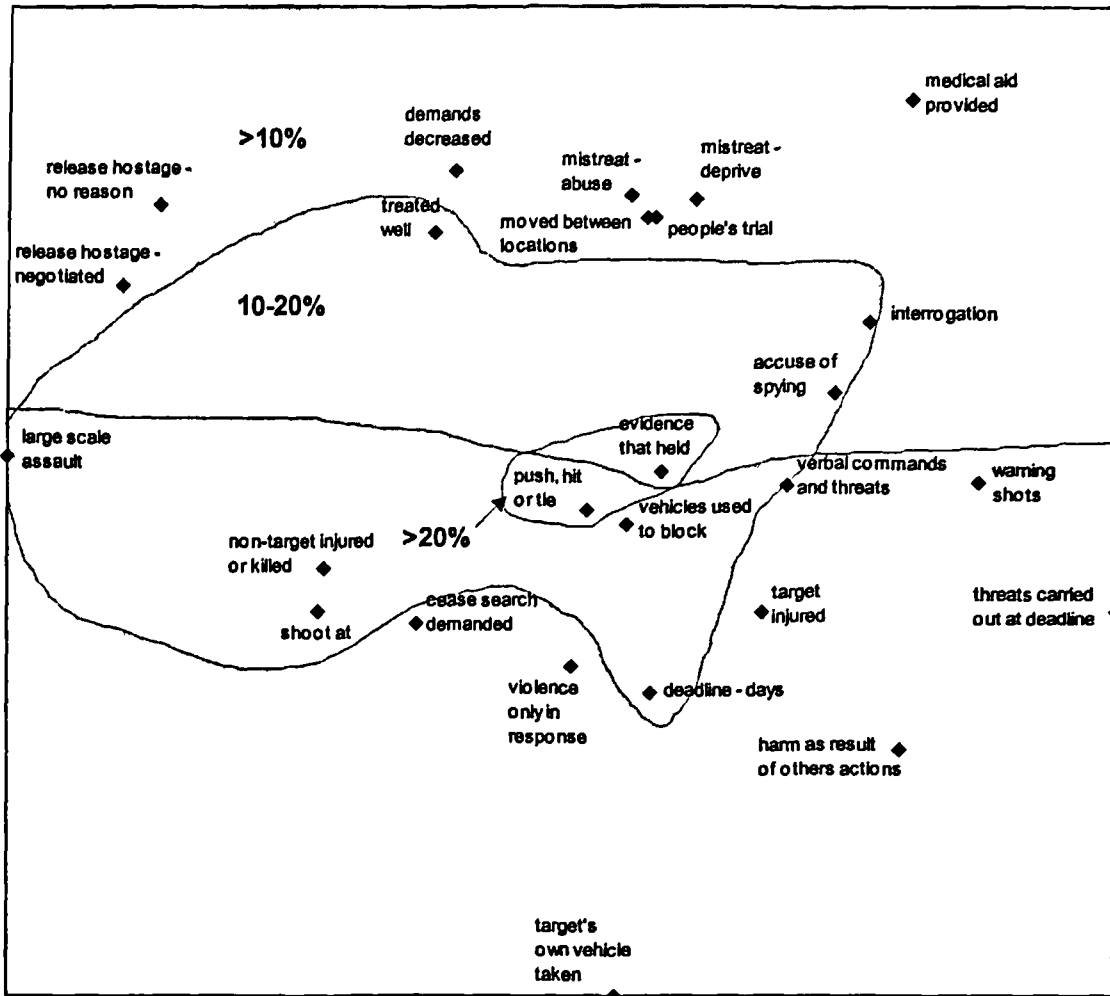 medical aid
provided
demands
decreased
>10%
mistreat -
abuse
mistreat -
deprive
release hostage -
no reason
treated
well
moved between
locations
people's trial
release hostage -
negotiated
10-20%
interrogation
accuse of
spying
evidence
that held
large scale
assault
push, hit
or tie
verbal commands
and threats
warning
shots
vehicles used
to block
>20%
non-target injured
or killed
cease search
demanded
target
injured
threats carried
out at deadline
shoot at
violence
only in
response
deadline - days
harm as result
of others actions
target's
own vehicle
taken